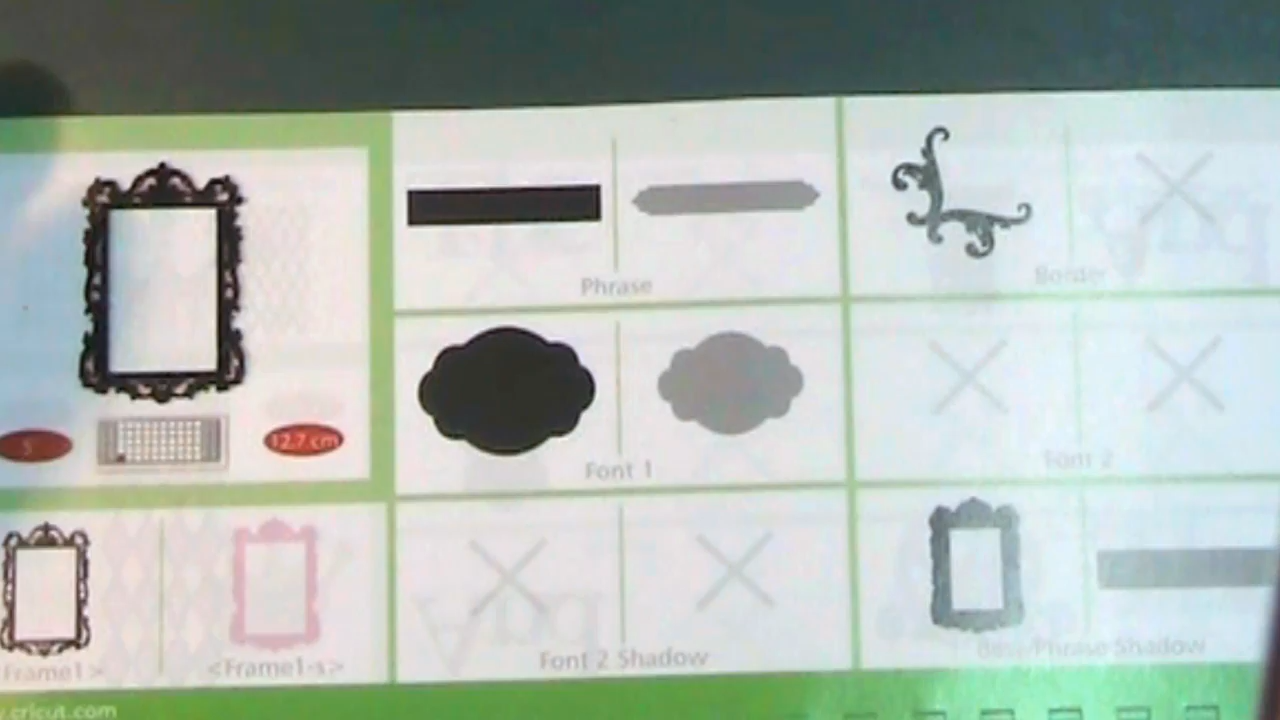 Phrase
Border
5
12.7 cm
Font 1
Font 2
Frame1>
<Frame1-s>
Font 2 Shadow
Base/Phrase Shadow
.cricut.com